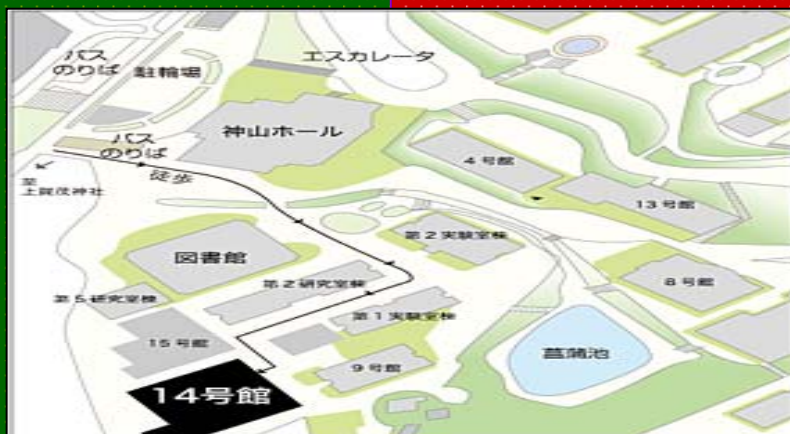 バス
のりば
駐輪場
エスカレータ
バス
のりば
神山ホール
4号館
至
上賀茂神社
徒歩
13号館
図書館
第2実験室棟
第2研究室棟
8号館
第5研究室棟
第1実験室棟
15号館
9号館
菖蒲池
14号館